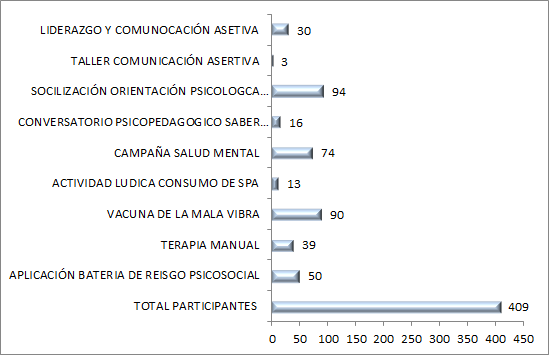 LIDERAZGO Y COMUNOCACIÓN ASETIVA 30
TALLER COMUNICACIÓN ASERTIVA 3
SOCILIZACIÓN ORIENTACIÓN PSICOLOGCA... 94
CONVERSATORIO PSICOPEDAGOGICO SABER... 16
CAMPAÑA SALUD MENTAL 74
ACTIVIDAD LUDICA CONSUMO DE SPA 13
VACUNA DE LA MALA VIBRA 90
TERAPIA MANUAL 39
APLICACIÓN BATERIA DE REISGO PSICOSOCIAL 50
TOTAL PARTICIPANTES 409
0 50 100 150 200 250 300 350 400 450